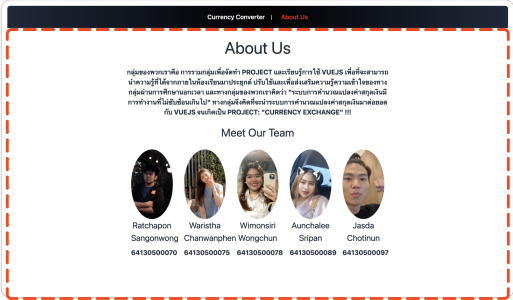 Currency Converter | About Us
About Us
กลุ่มของพวกเราคือ การรวมกลุ่มเพื่อจัดทำ PROJECT และเรียนรู้การใช้ VUEJS เพื่อที่จะสามารถ
นำความรู้ที่ได้จากภายในห้องเรียนมาประยุกต์ ปรับใช้และเพื่อส่งเสริมความรู้ความเข้าใจของทาง
กลุ่มผ่านการศึกษานอกเวลา และทางกลุ่มของพวกเราคิดว่า "ระบบการคำนวณแปลงค่าสกุลเงินมี
การทำงานที่ไม่ซับซ้อนเกินไป" ทางกลุ่มจึงคิดที่จะนำระบบการคำนวณแปลงค่าสกุลเงินมาต่อยอด
กับ VUEJS จนเกิดเป็น PROJECT: "CURRENCY EXCHANGE" !!!
Meet Our Team
Ratchapon Waristha Wimonsiri Aunchalee Jasda
Sangonwong Chanwanphen Wongchun Sripan Chotinun
64130500070 64130500075 64130500078 64130500089 64130500097